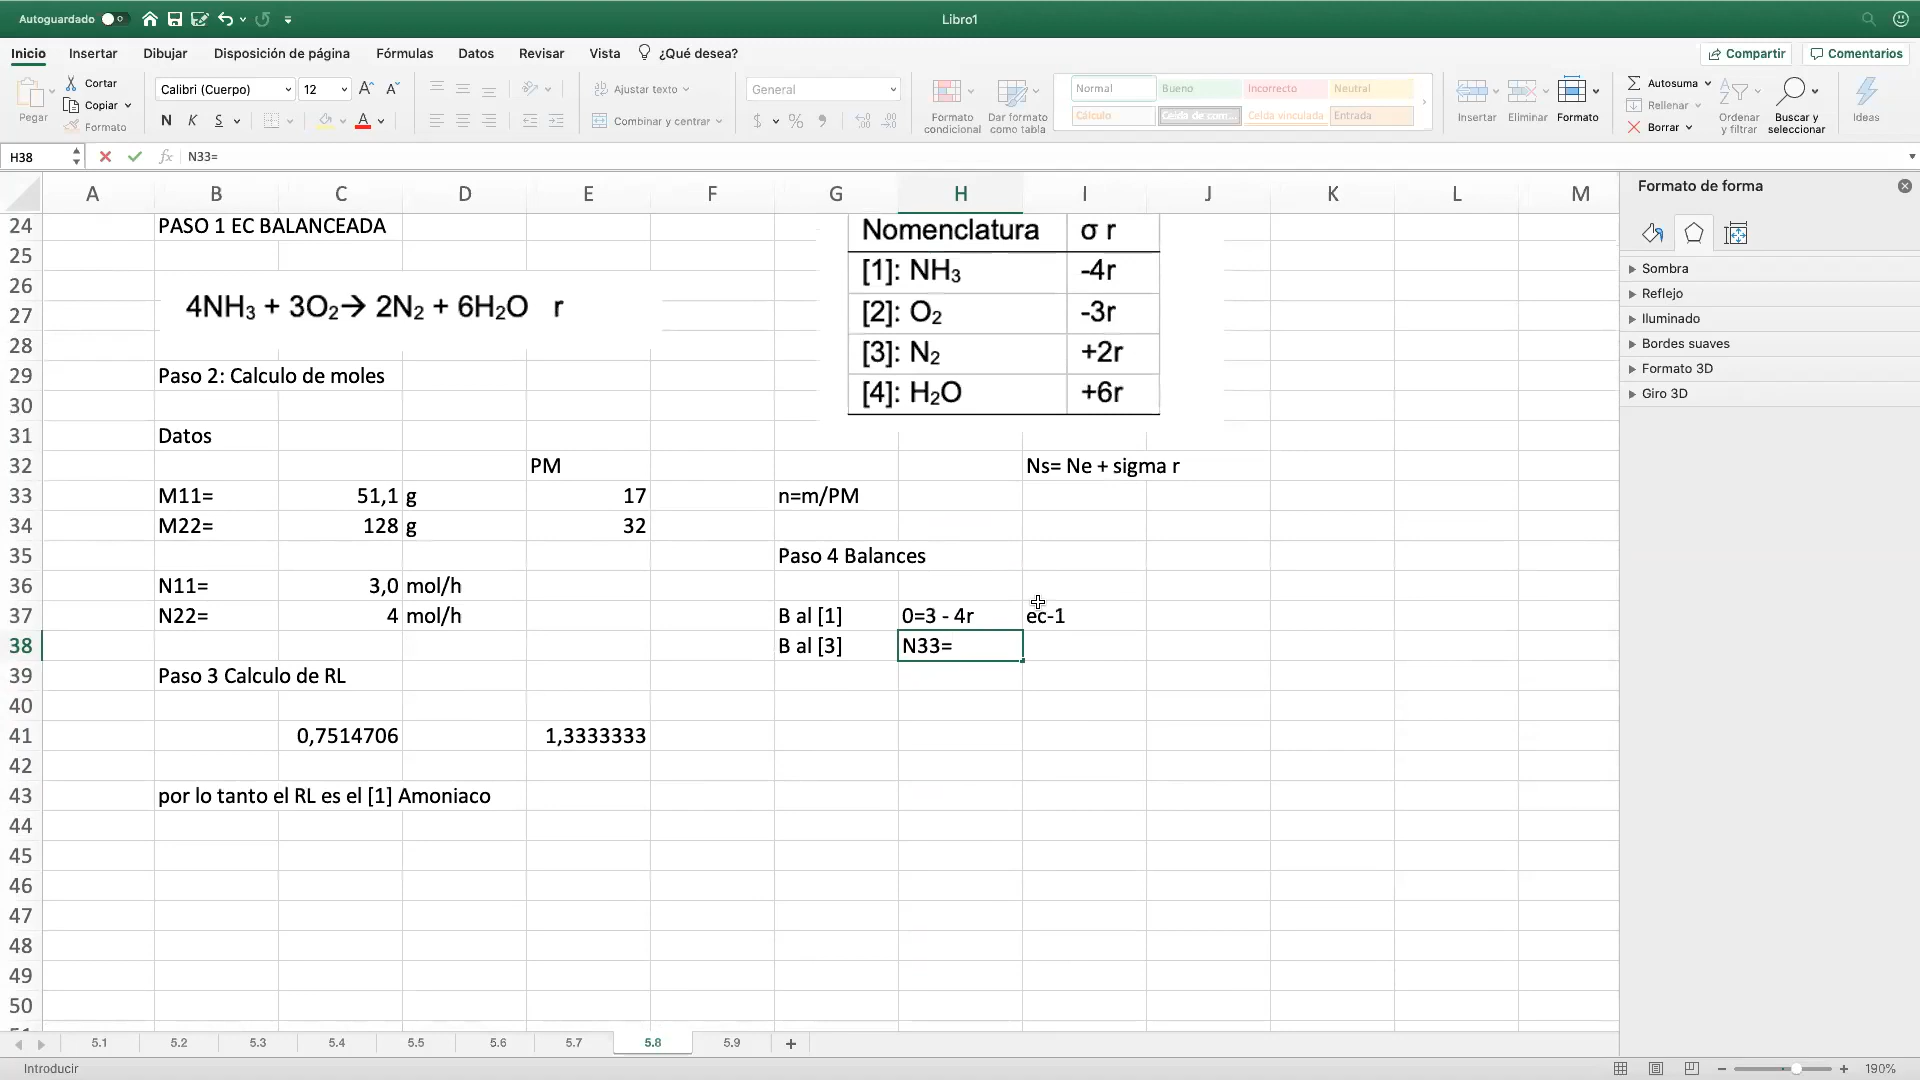 Autoguardado
Libro1
Inicio Insertar Dibujar Disposición de página Fórmulas Datos Revisar Vista ¿Qué desea? Compartir Comentarios
Pegar
Cortar
Copiar
Formato
Calibri (Cuerpo) 12 A^ A˅
N K S A
Ajustar texto
Combinar y centrar
General
$ %
Formato condicional
Dar formato como tabla
Normal Bueno Incorrecto Neutral
Cálculo Celda de com... Celda vinculada Entrada
Insertar Eliminar Formato
Autosuma
Rellenar
Borrar
Ordenar y filtrar
Buscar y seleccionar
Ideas
H38 fx N33=
A B C D E F G H I J K L M
24 PASO 1 EC BALANCEADA Nomenclatura σ r
25 [1]: NH₃ -4r
26
27 4NH₃ + 3O₂→ 2N₂ + 6H₂O r [2]: O₂ -3r
28 [3]: N₂ +2r
29 Paso 2: Calculo de moles [4]: H₂O +6r
30
31 Datos
32 PM Ns= Ne + sigma r
33 M11= 51,1 g 17 n=m/PM
34 M22= 128 g 32
35 Paso 4 Balances
36 N11= 3,0 mol/h
37 N22= 4 mol/h B al [1] 0=3 - 4r ec-1
38 B al [3] N33=
39 Paso 3 Calculo de RL
40
41 0,7514706 1,3333333
42
43 por lo tanto el RL es el [1] Amoniaco
44
45
46
47
48
49
50
Formato de forma
Sombra
Reflejo
Iluminado
Bordes suaves
Formato 3D
Giro 3D
5.1 5.2 5.3 5.4 5.5 5.6 5.7 5.8 5.9 +
Introducir 190%